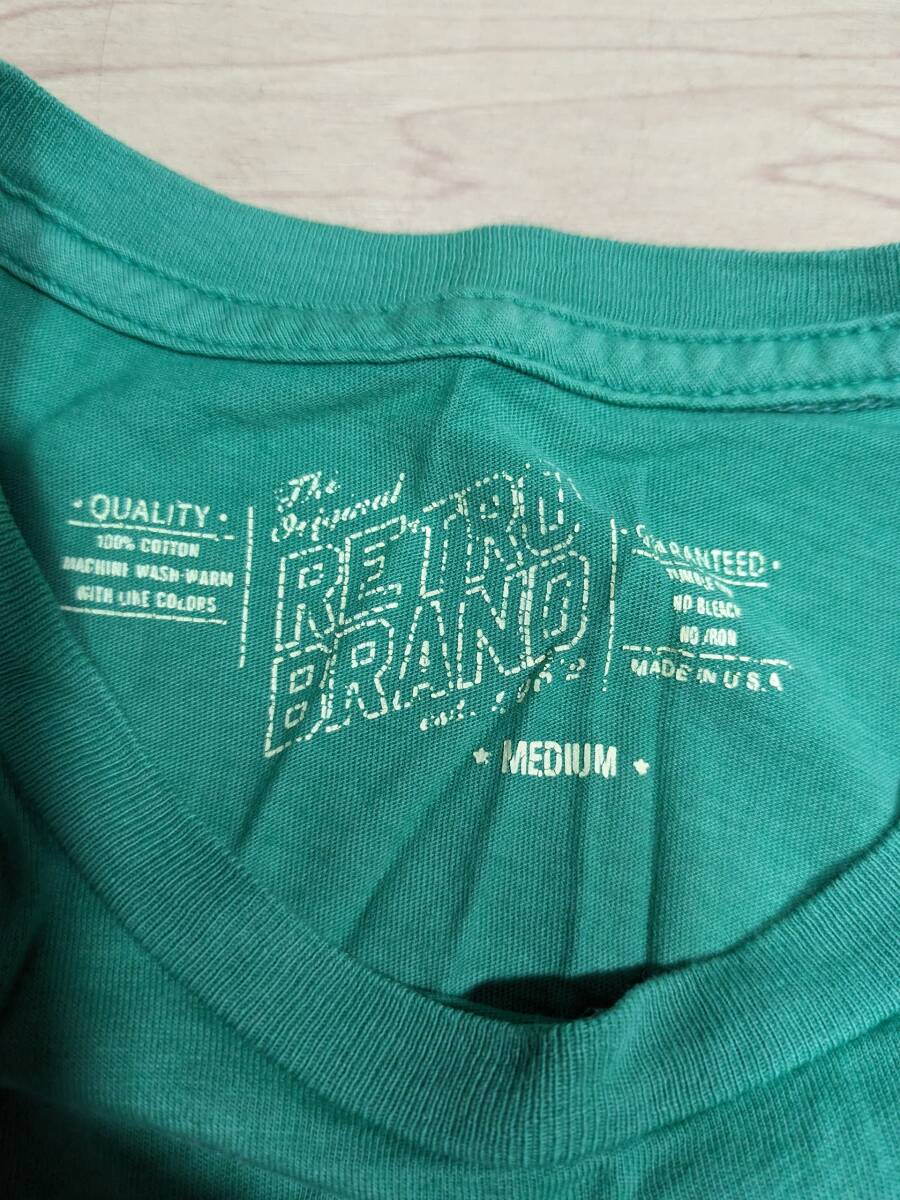 · QUALITY ·
100% COTTON
MACHINE WASH WARM
WITH LIKE COLORS
The
Original
RETRO
BRAND
GUARANTEED ·
NO BLEACH
NO IRON
MADE IN U.S.A
★ MEDIUM ★